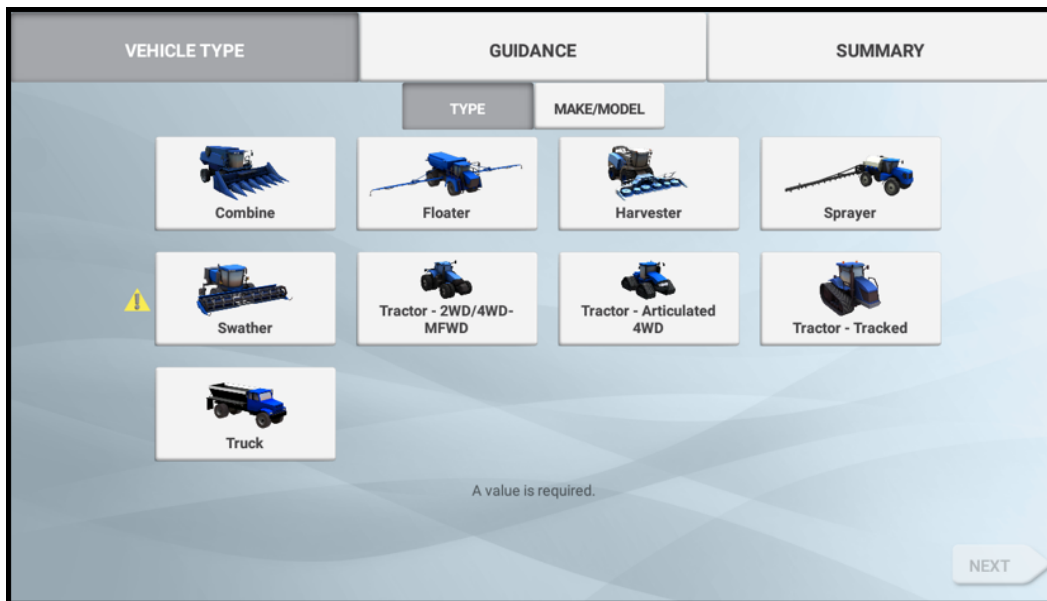 VEHICLE TYPE
GUIDANCE
SUMMARY
TYPE
MAKE/MODEL
Combine
Floater
Harvester
Sprayer
Swather
Tractor - 2WD/4WD-
MFWD
Tractor - Articulated
4WD
Tractor - Tracked
Truck
A value is required.
NEXT